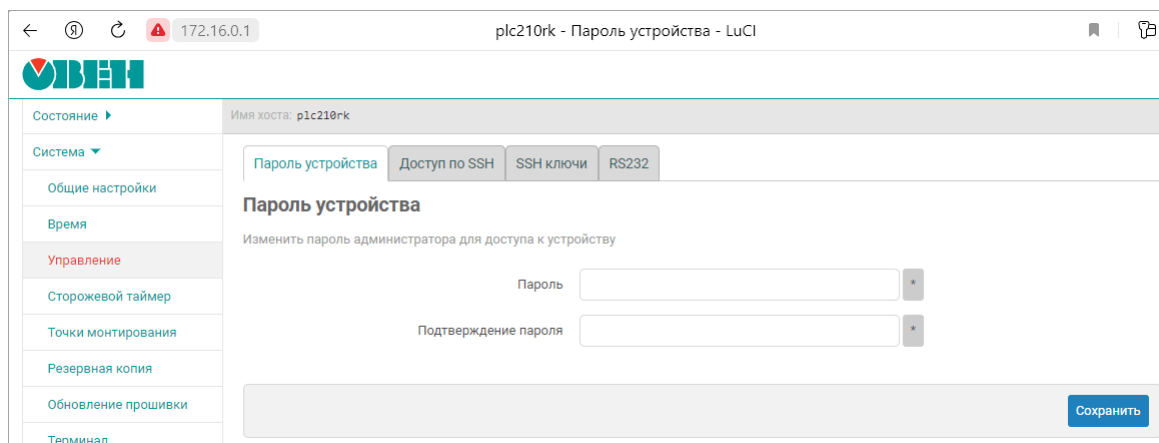 172.16.0.1 plc210rk - Пароль устройства - LuCI
ОВЕН
Состояние
Имя хоста: plc210rk
Система
Пароль устройства Доступ по SSH SSH ключи RS232
Общие настройки
Пароль устройства
Время
Изменить пароль администратора для доступа к устройству
Управление
Пароль *
Сторожевой таймер
Подтверждение пароля *
Точки монтирования
Резервная копия
Обновление прошивки
Сохранить
Терминал